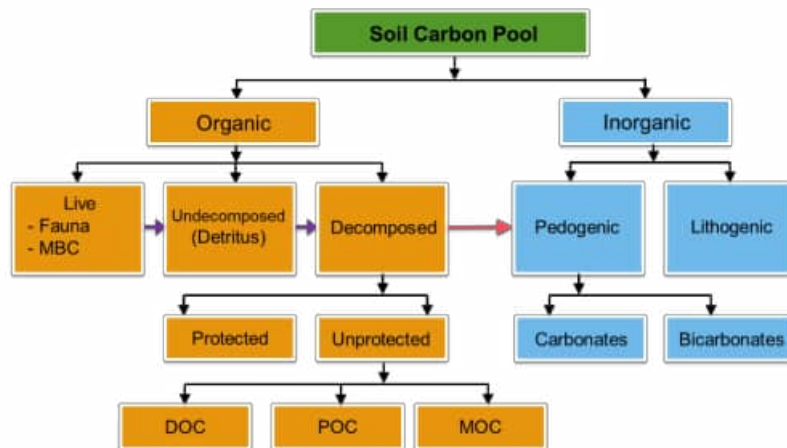 Soil Carbon Pool
Organic
Inorganic
Live
- Fauna
- MBC
Undecomposed
(Detritus)
Decomposed
Pedogenic
Lithogenic
Protected
Unprotected
Carbonates
Bicarbonates
DOC
POC
MOC